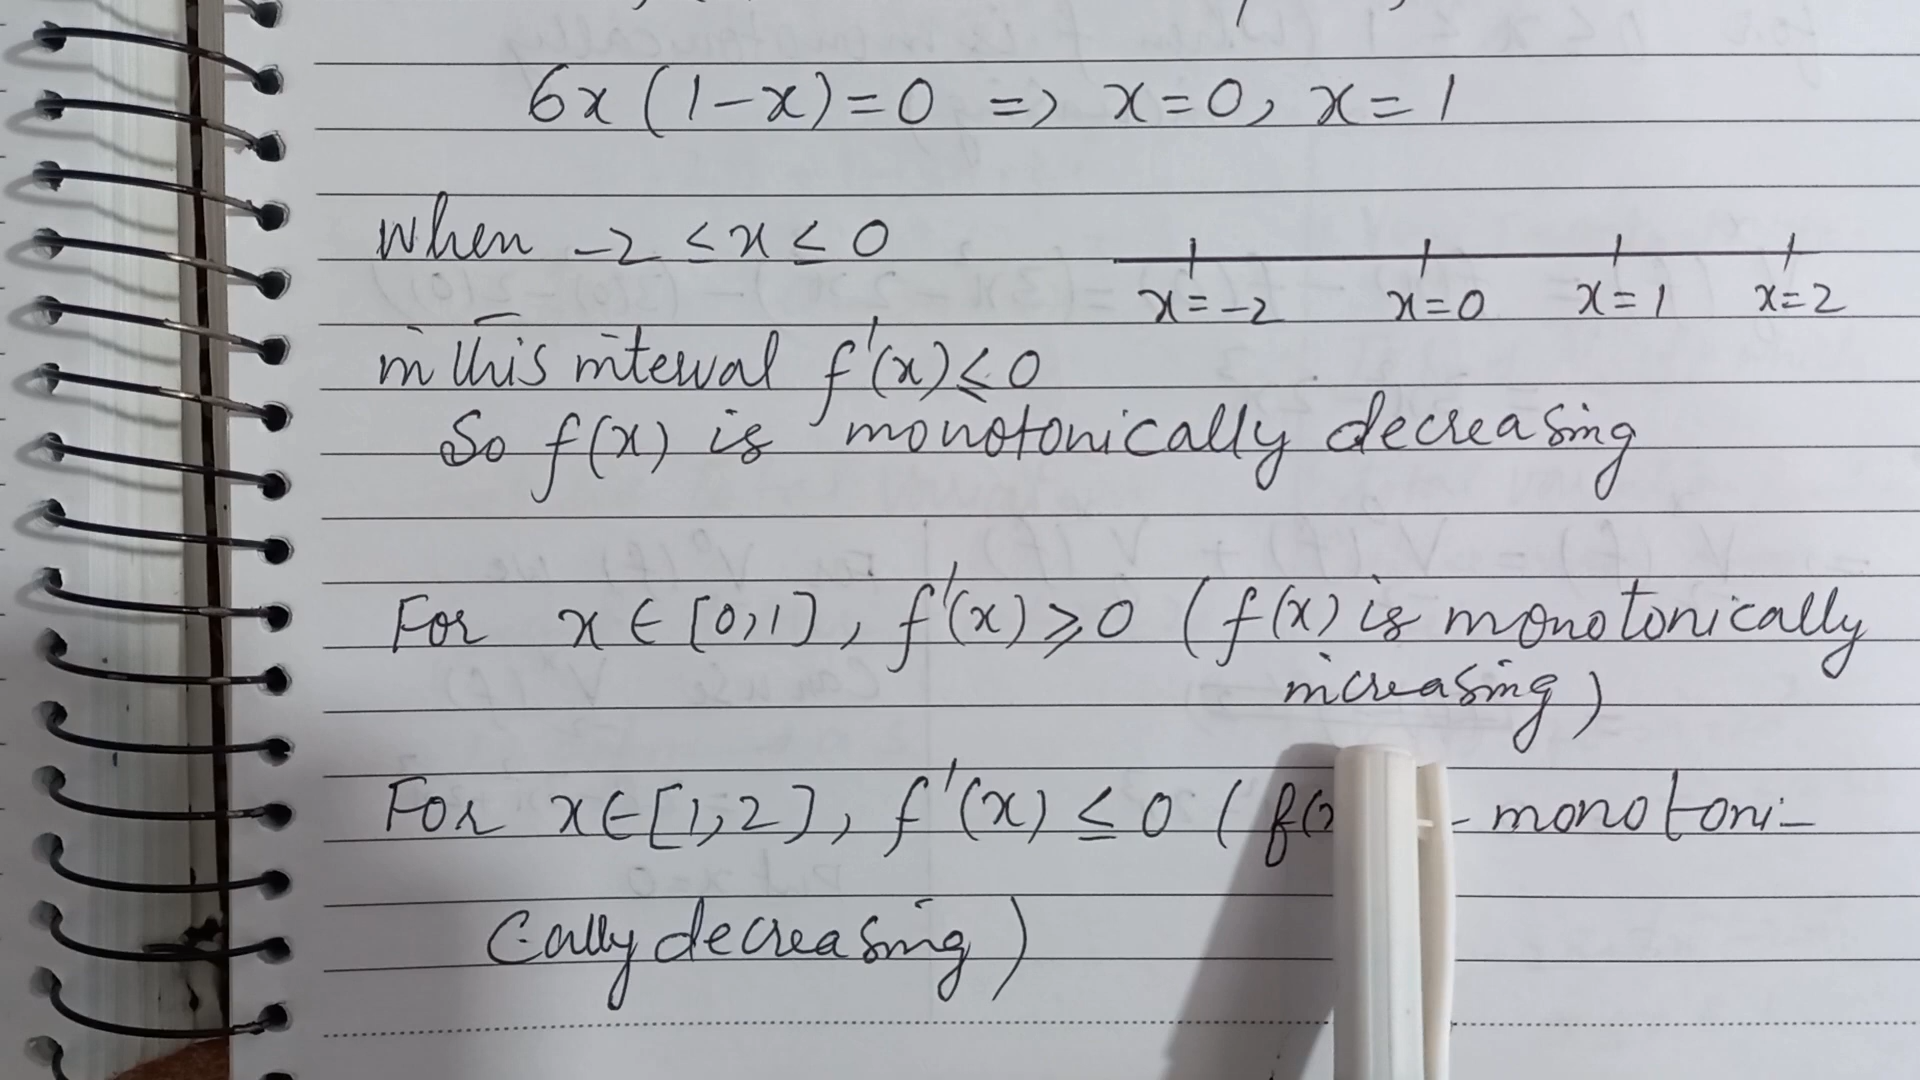 6x(1-x)=0 => x=0, x=1
When -2 ≤ x ≤ 0
x=-2 x=0 x=1 x=2
in this interval f'(x) ≤ 0
So f(x) is monotonically decreasing
For x ∈ [0,1], f'(x) ≥ 0 (f(x) is monotonically
increasing)
For x ∈ [1,2], f'(x) ≤ 0 (f( monotoni-
cally decreasing)